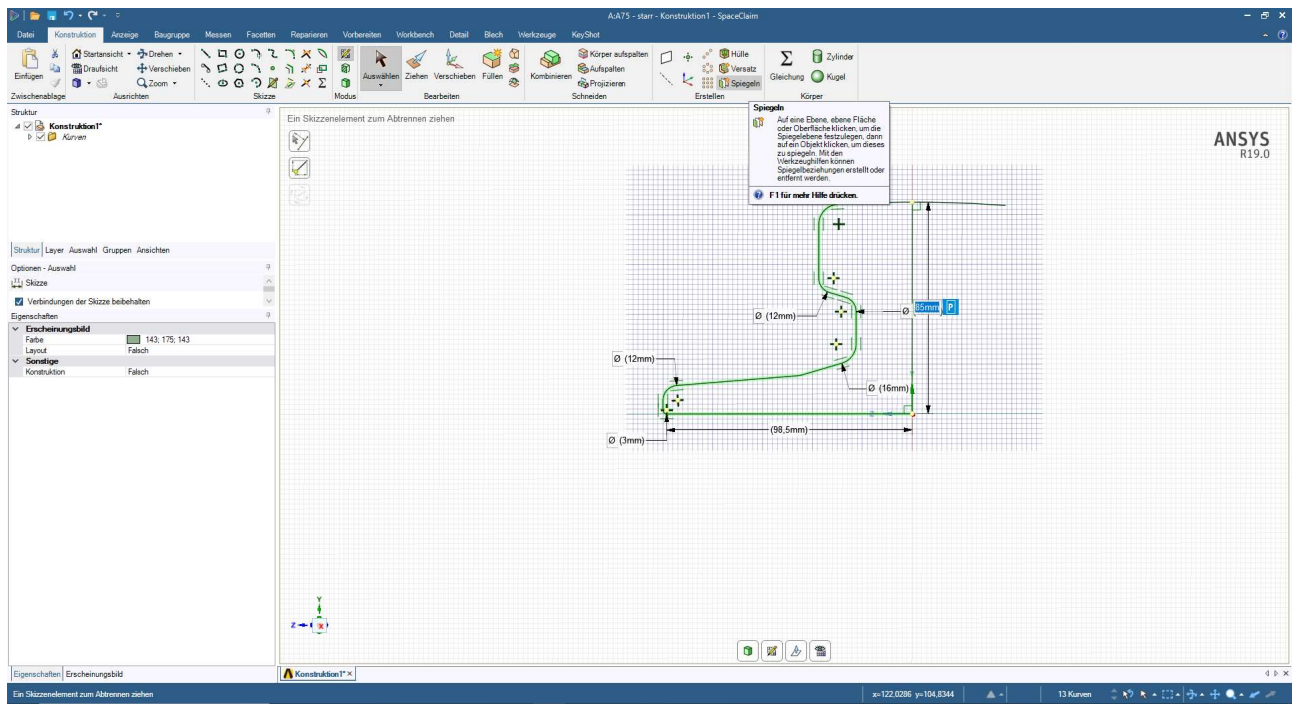 A:A75 - starr - Konstruktion1 - SpaceClaim
Datei Konstruktion Anzeige Baugruppe Messen Facetten Reparieren Vorbereiten Workbench Detail Blech Werkzeuge KeyShot
Einfügen
Zwischenablage
Startansicht Drehen
Draufsicht Verschieben
Zoom
Ausrichten
Skizze
Modus
Auswählen Ziehen Verschieben Füllen
Bearbeiten
Kombinieren
Körper aufspalten
Aufspalten
Projizieren
Schneiden
Hülle
Versatz
Spiegeln
Erstellen
Gleichung
Zylinder
Kugel
Körper
Struktur
Konstruktion1*
Kurven
Struktur Layer Auswahl Gruppen Ansichten
Optionen - Auswahl
Skizze
Verbindungen der Skizze beibehalten
Eigenschaften
Erscheinungsbild
Farbe 143; 175; 143
Layout Falsch
Sonstige
Konstruktion Falsch
Eigenschaften Erscheinungsbild
Ein Skizzenelement zum Abtrennen ziehen
Spiegeln
Auf eine Ebene, ebene Fläche
oder Oberfläche klicken, um die
Spiegelebene festzulegen, dann
auf ein Objekt klicken, um dieses
zu spiegeln. Mit den
Werkzeughilfen können
Spiegelbeziehungen erstellt oder
entfernt werden.
F1 für mehr Hilfe drücken.
ANSYS
R19.0
Ø (12mm)
Ø 85mm P
Ø (12mm)
Ø (16mm)
(98,5mm)
Ø (3mm)
Y
Z X
Konstruktion1*
Ein Skizzenelement zum Abtrennen ziehen
x=122,0286 y=104,8344
13 Kurven